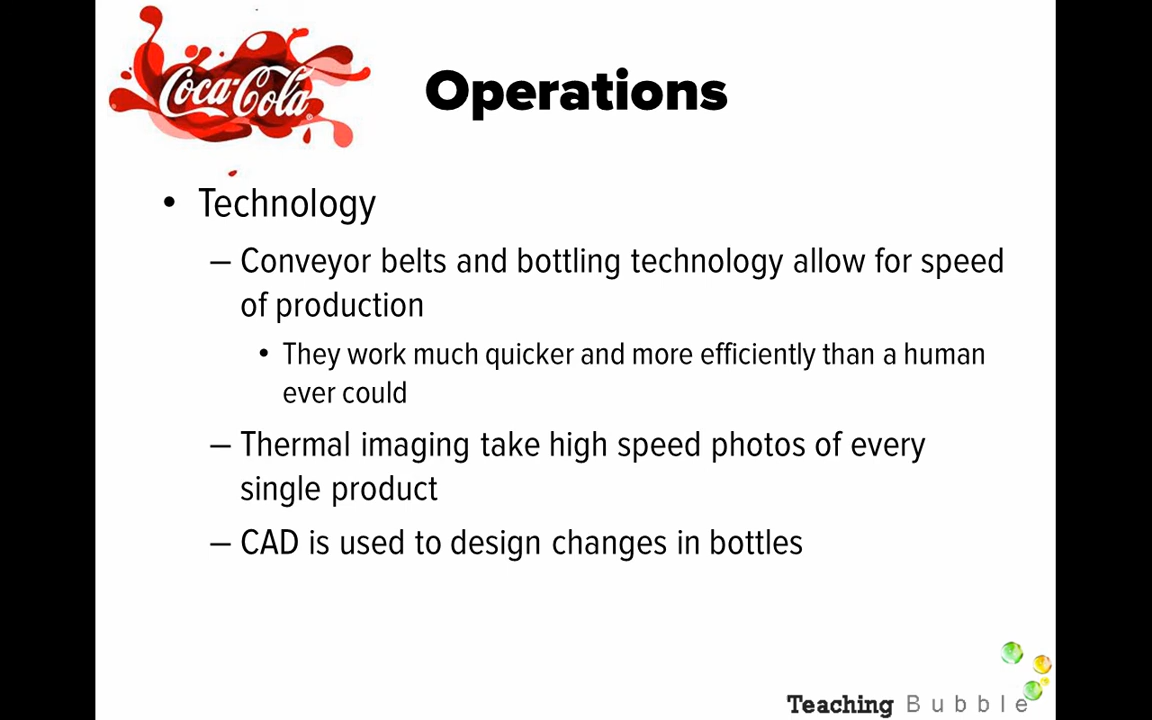 Coca-Cola
Operations
• Technology
– Conveyor belts and bottling technology allow for speed
of production
• They work much quicker and more efficiently than a human
ever could
– Thermal imaging take high speed photos of every
single product
– CAD is used to design changes in bottles
Teaching Bubble